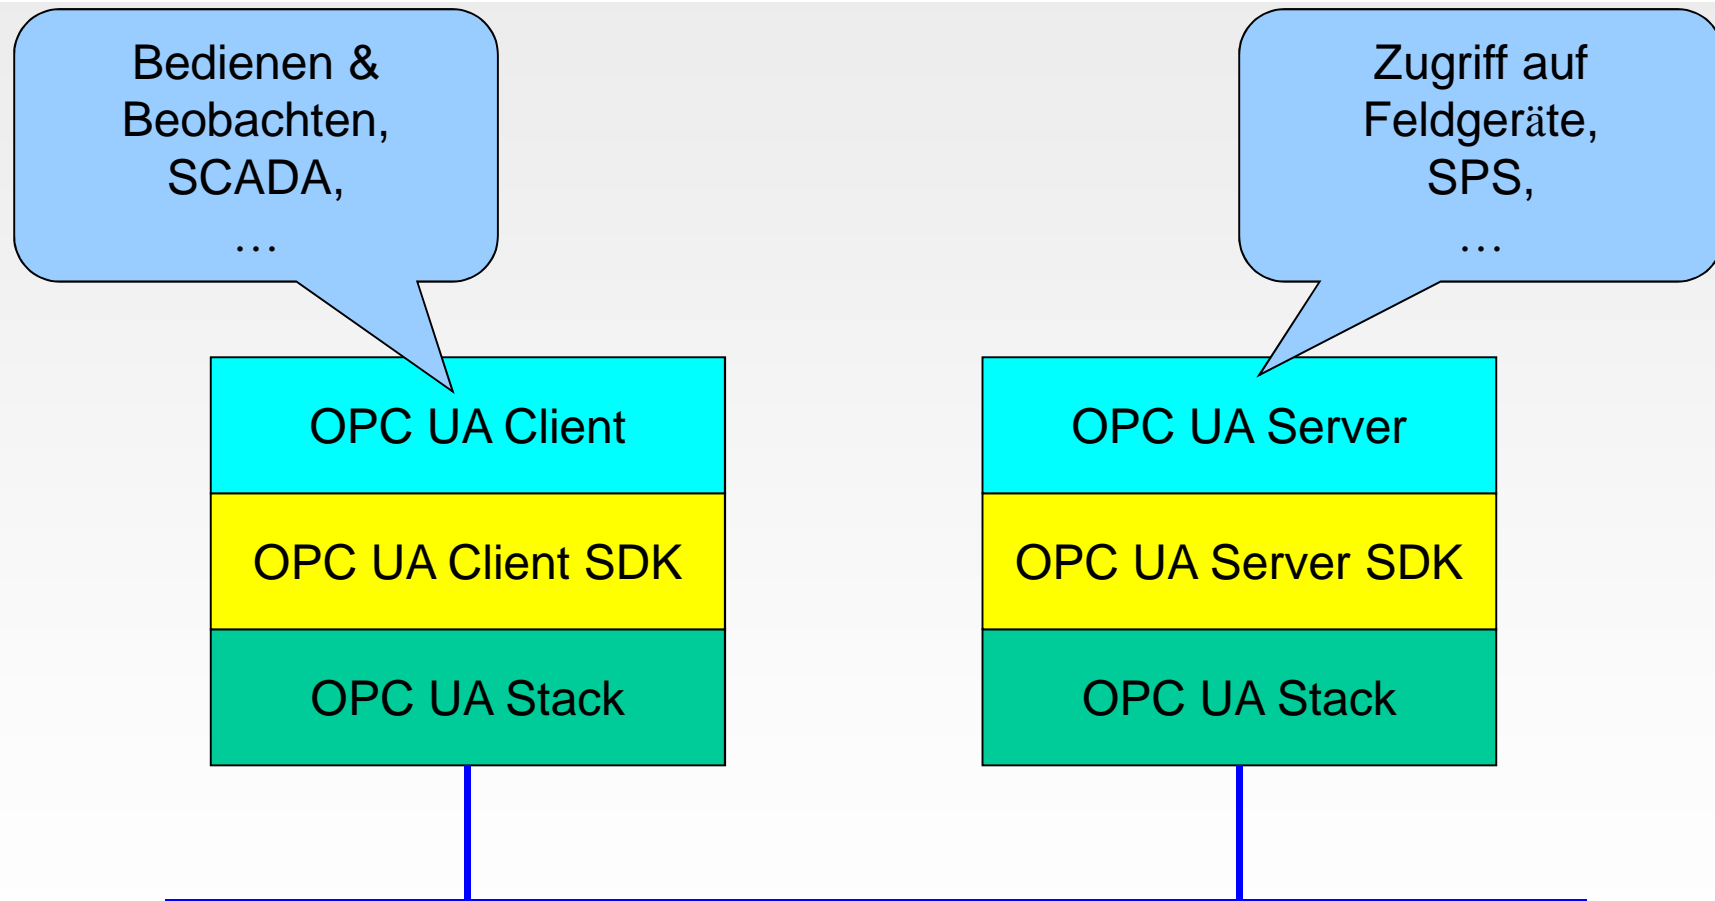 Bedienen &
Beobachten,
SCADA,
…
Zugriff auf
Feldgeräte,
SPS,
…
OPC UA Client
OPC UA Client SDK
OPC UA Stack
OPC UA Server
OPC UA Server SDK
OPC UA Stack